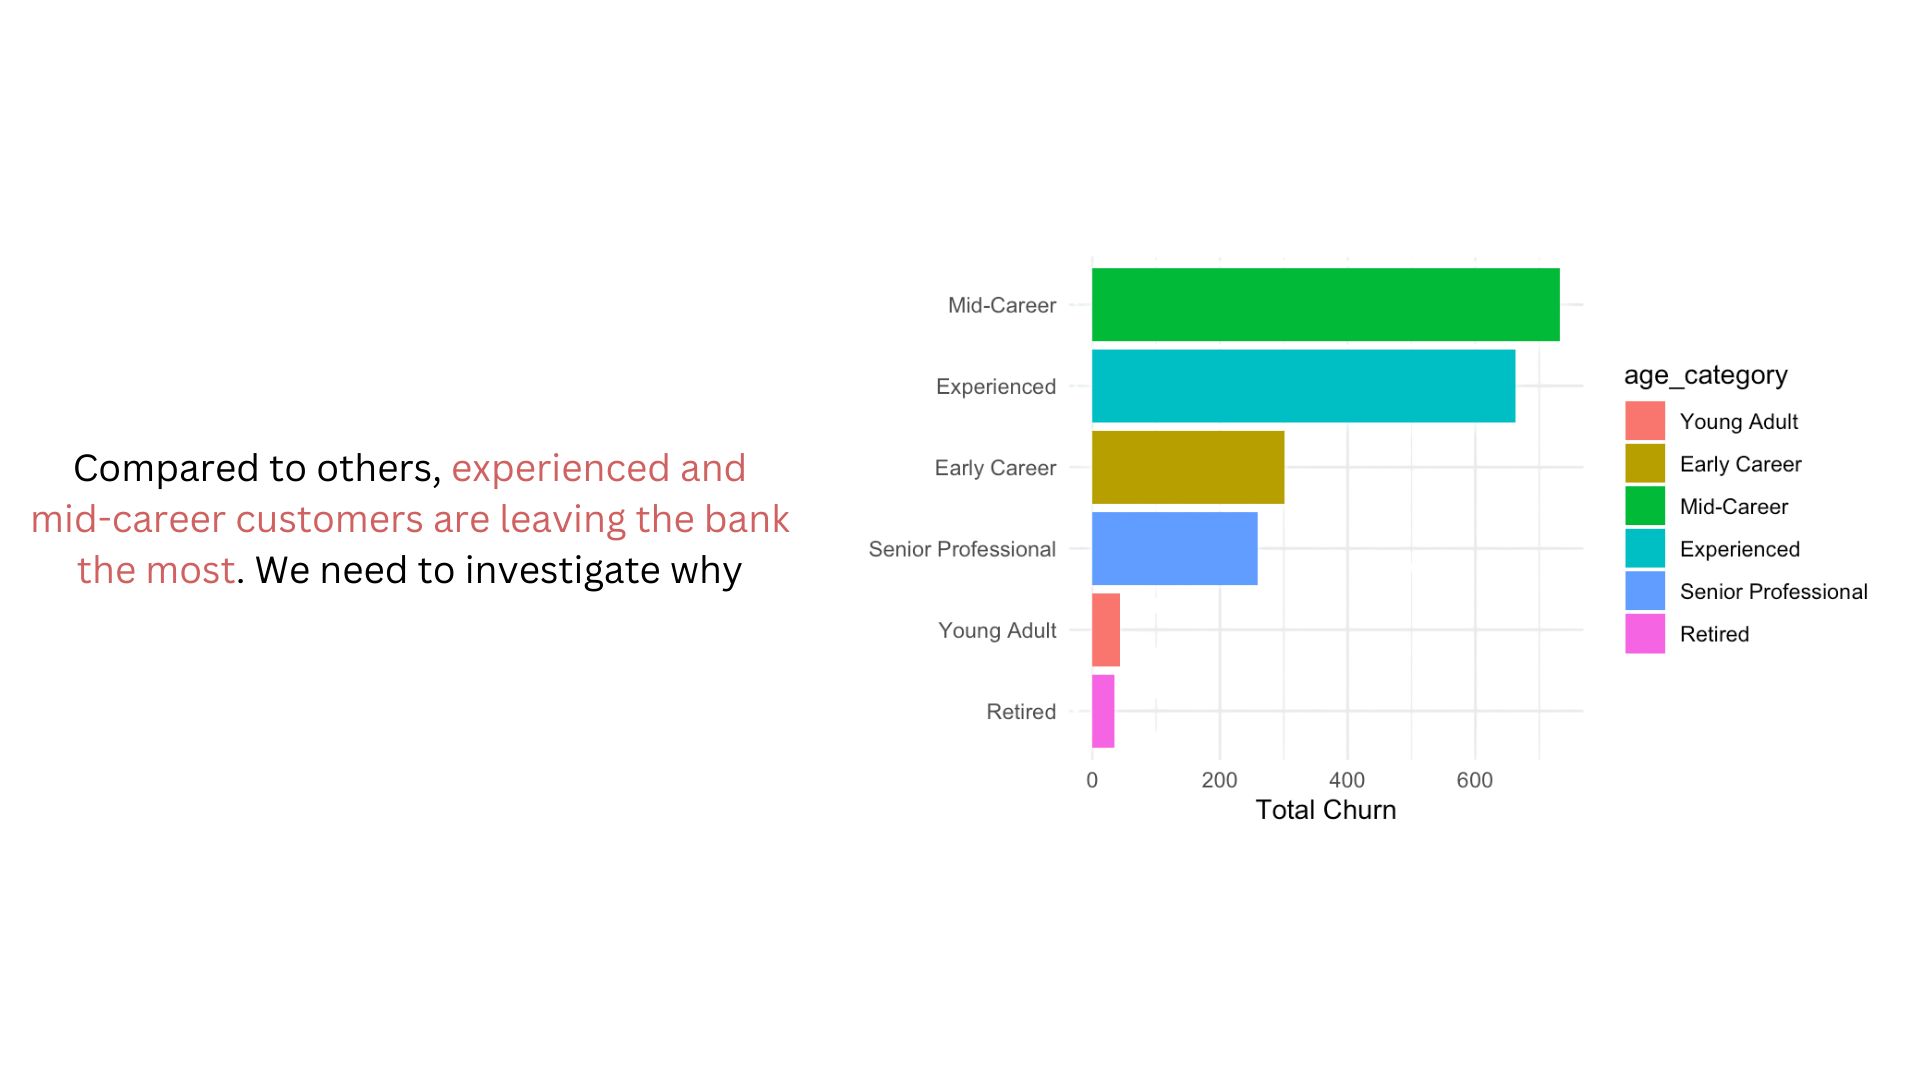 Compared to others, experienced and
mid-career customers are leaving the bank
the most. We need to investigate why
Mid-Career
Experienced
Early Career
Senior Professional
Young Adult
Retired
0 200 400 600
Total Churn
age_category
Young Adult
Early Career
Mid-Career
Experienced
Senior Professional
Retired